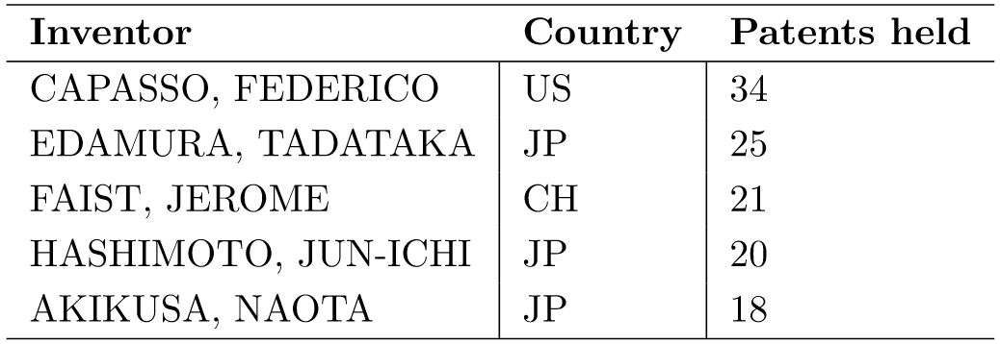 Inventor Country Patents held
CAPASSO, FEDERICO US 34
EDAMURA, TADATAKA JP 25
FAIST, JEROME CH 21
HASHIMOTO, JUN-ICHI JP 20
AKIKUSA, NAOTA JP 18